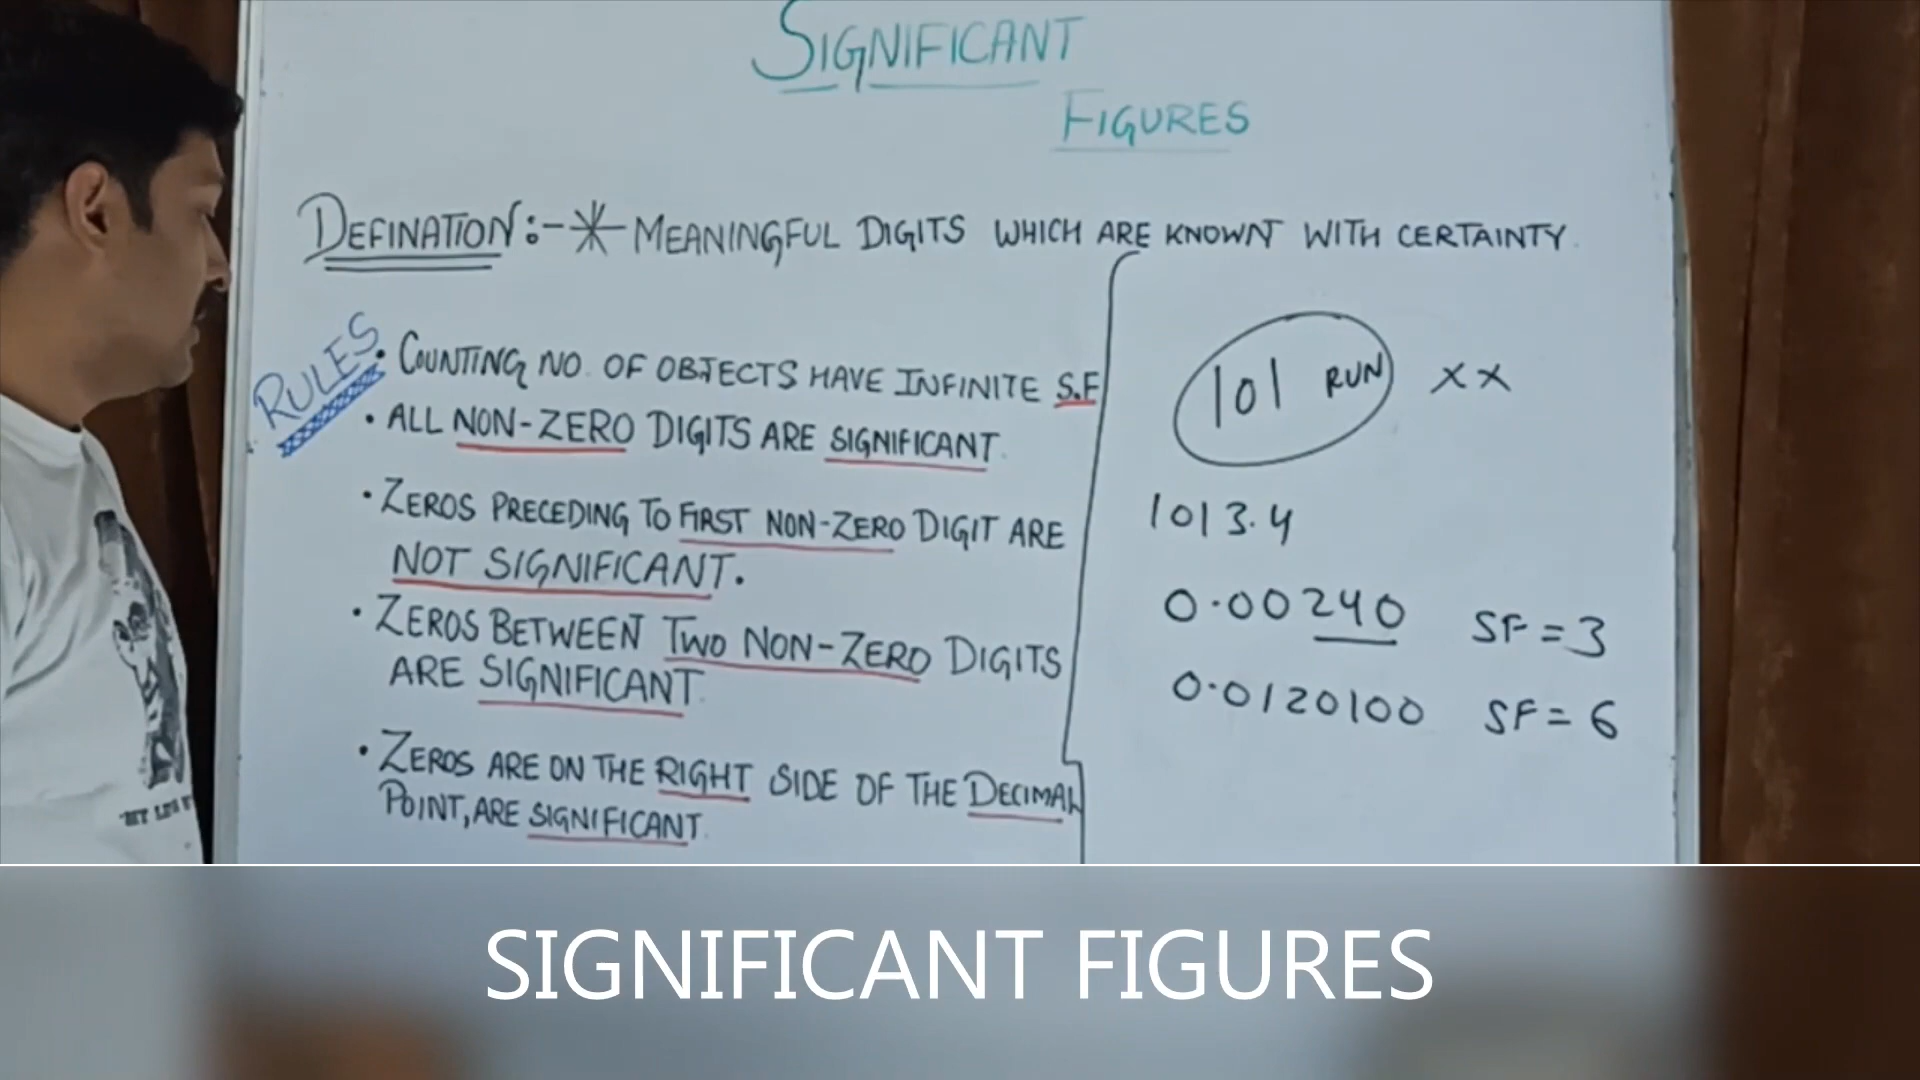 SIGNIFICANT
FIGURES
DEFINATION:-* MEANINGFUL DIGITS WHICH ARE KNOWN WITH CERTAINTY.
RULES
• COUNTING NO. OF OBJECTS HAVE INFINITE S.F
• ALL NON-ZERO DIGITS ARE SIGNIFICANT.
• ZEROS PRECEDING TO FIRST NON-ZERO DIGIT ARE
NOT SIGNIFICANT.
• ZEROS BETWEEN TWO NON-ZERO DIGITS
ARE SIGNIFICANT.
• ZEROS ARE ON THE RIGHT SIDE OF THE DECIMAL
POINT, ARE SIGNIFICANT.
101 RUN XX
1013.4
0.00240 SF=3
0.0120100 SF=6
SIGNIFICANT FIGURES